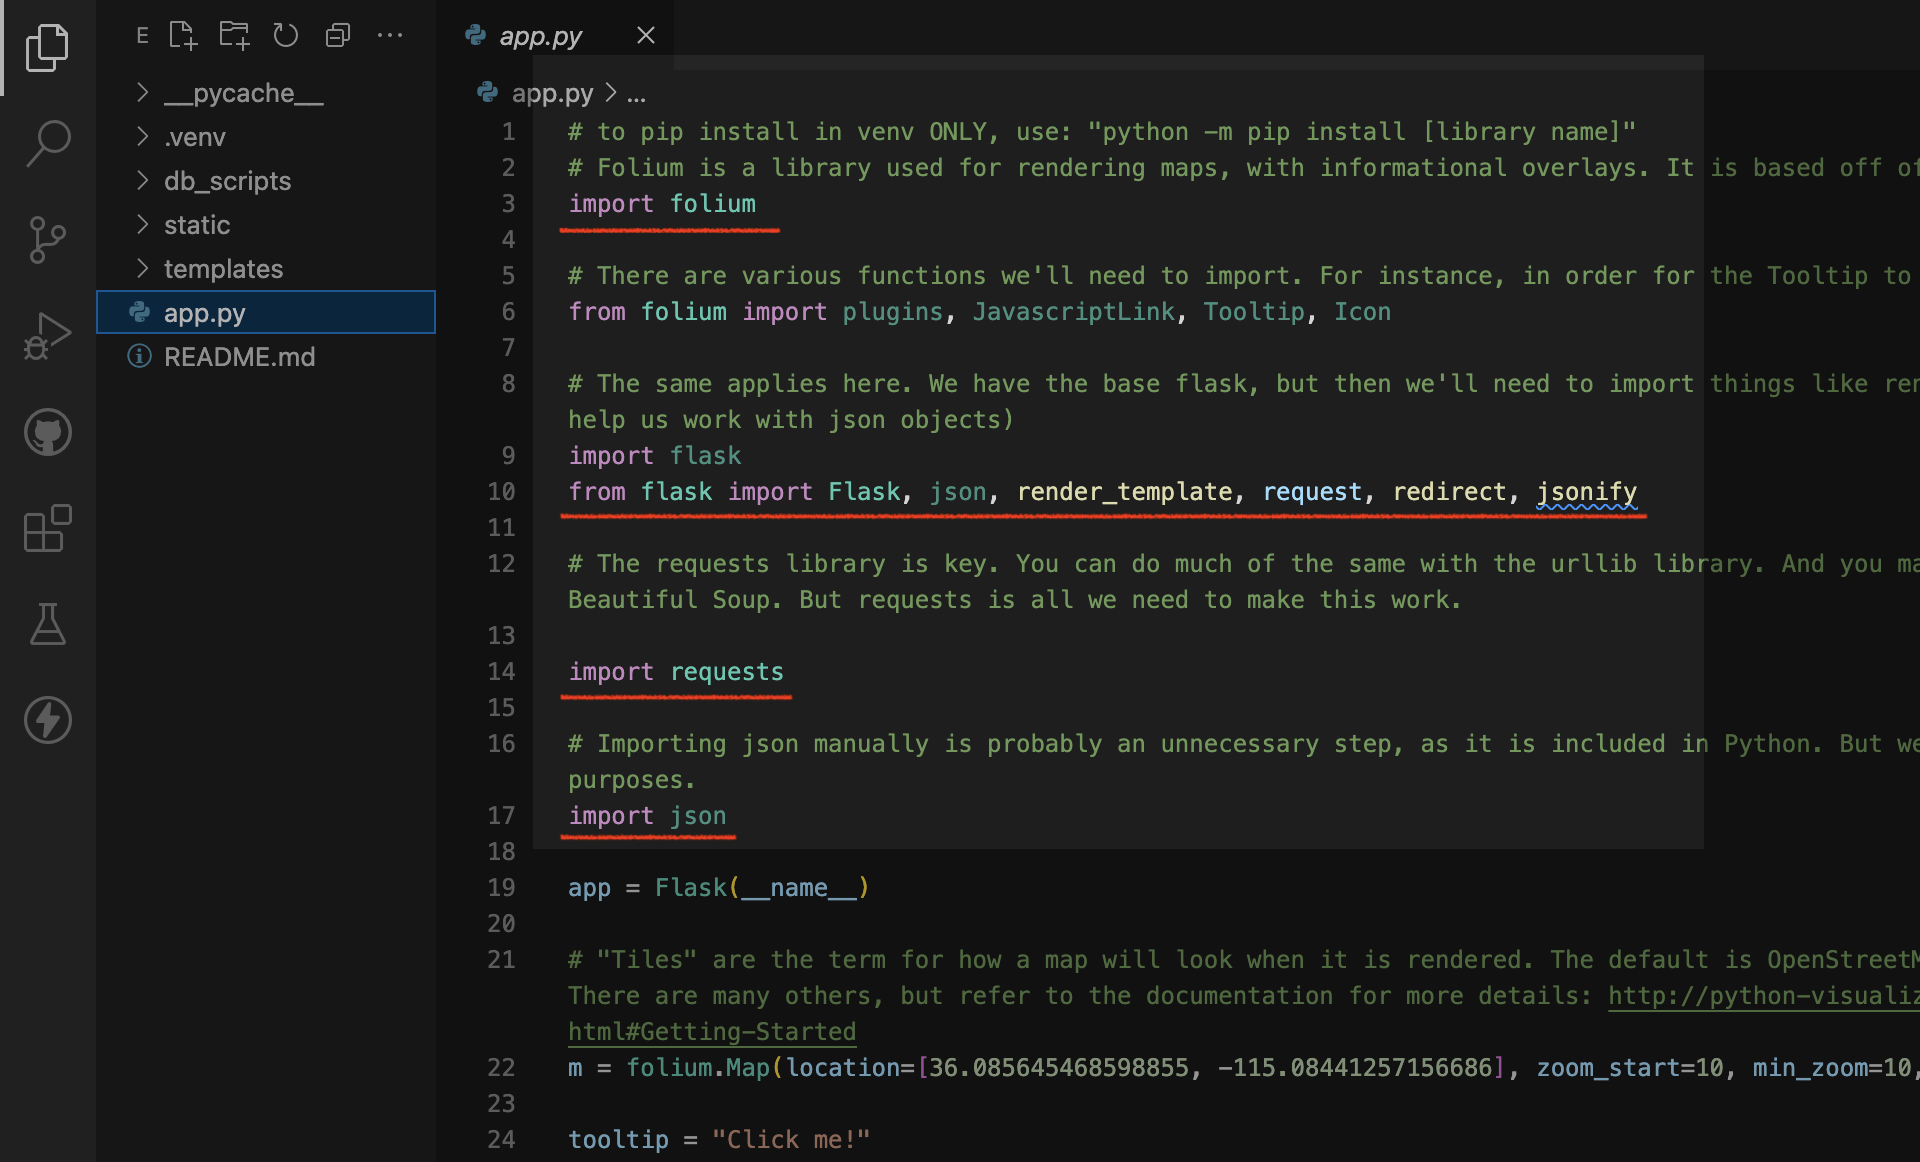 E
app.py
__pycache__
.venv
db_scripts
static
templates
app.py
README.md
app.py > ...
1 # to pip install in venv ONLY, use: "python -m pip install [library name]"
2 # Folium is a library used for rendering maps, with informational overlays. It is based off of
3 import folium
4
5 # There are various functions we'll need to import. For instance, in order for the Tooltip to
6 from folium import plugins, JavascriptLink, Tooltip, Icon
7
8 # The same applies here. We have the base flask, but then we'll need to import things like ren
help us work with json objects)
9 import flask
10 from flask import Flask, json, render_template, request, redirect, jsonify
11
12 # The requests library is key. You can do much of the same with the urllib library. And you ma
Beautiful Soup. But requests is all we need to make this work.
13
14 import requests
15
16 # Importing json manually is probably an unnecessary step, as it is included in Python. But we
purposes.
17 import json
18
19 app = Flask(__name__)
20
21 # "Tiles" are the term for how a map will look when it is rendered. The default is OpenStreetM
There are many others, but refer to the documentation for more details: http://python-visualiz
html#Getting-Started
22 m = folium.Map(location=[36.085645468598855, -115.08441257156686], zoom_start=10, min_zoom=10,
23
24 tooltip = "Click me!"